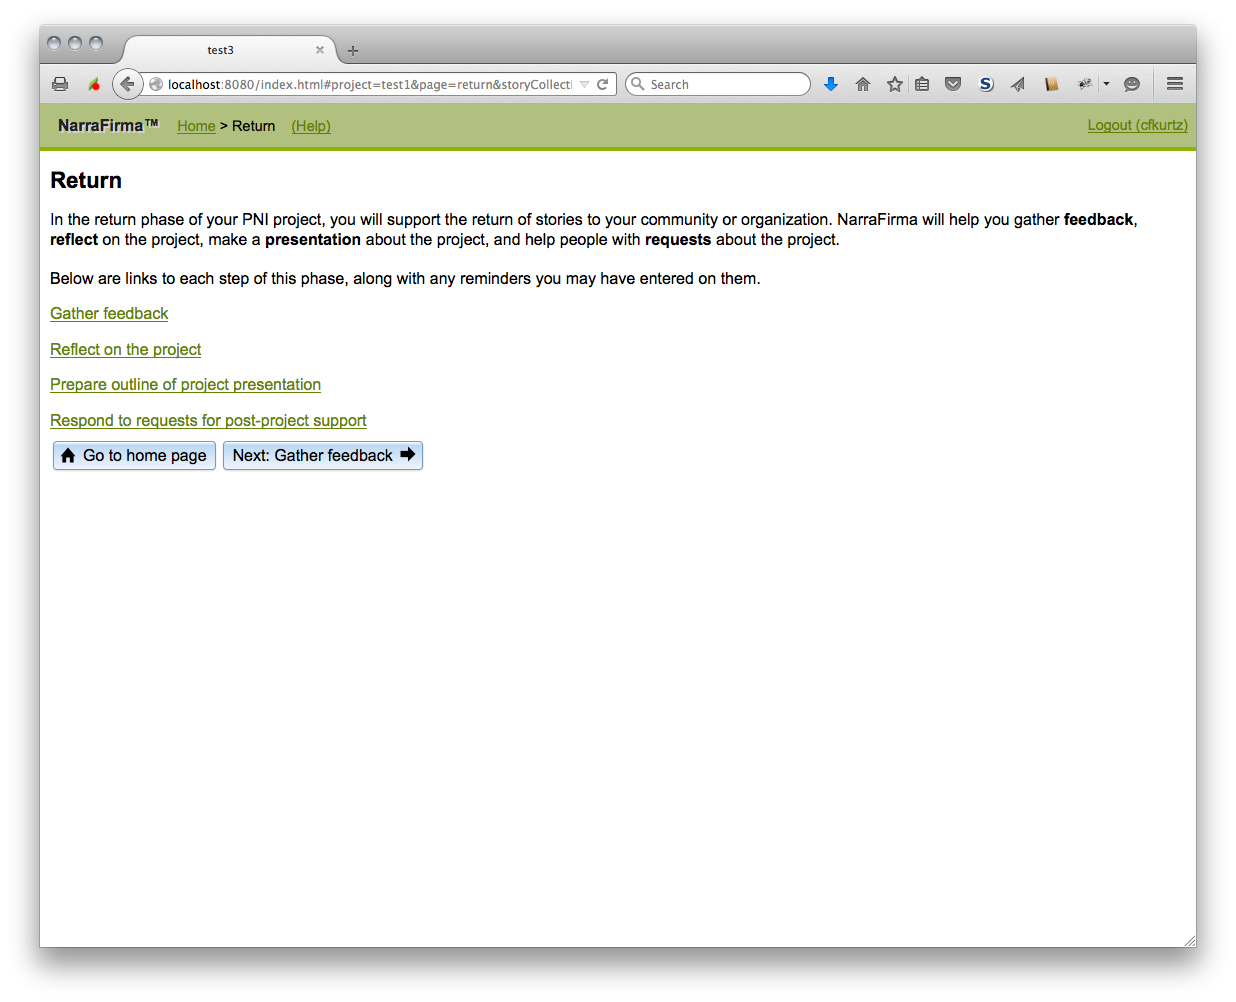 test3
localhost:8080/index.html#project=test1&page=return&storyCollecti
Search
NarraFirma™ Home > Return (Help) Logout (cfkurtz)
Return
In the return phase of your PNI project, you will support the return of stories to your community or organization. NarraFirma will help you gather feedback,
reflect on the project, make a presentation about the project, and help people with requests about the project.
Below are links to each step of this phase, along with any reminders you may have entered on them.
Gather feedback
Reflect on the project
Prepare outline of project presentation
Respond to requests for post-project support
Go to home page Next: Gather feedback